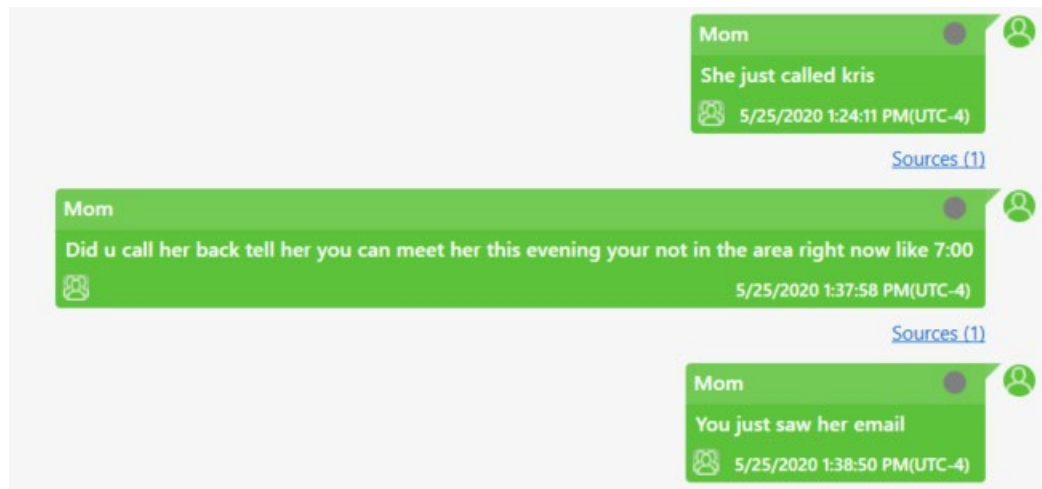 Mom
She just called kris
5/25/2020 1:24:11 PM(UTC-4)
Sources (1)
Mom
Did u call her back tell her you can meet her this evening your not in the area right now like 7:00
5/25/2020 1:37:58 PM(UTC-4)
Sources (1)
Mom
You just saw her email
5/25/2020 1:38:50 PM(UTC-4)